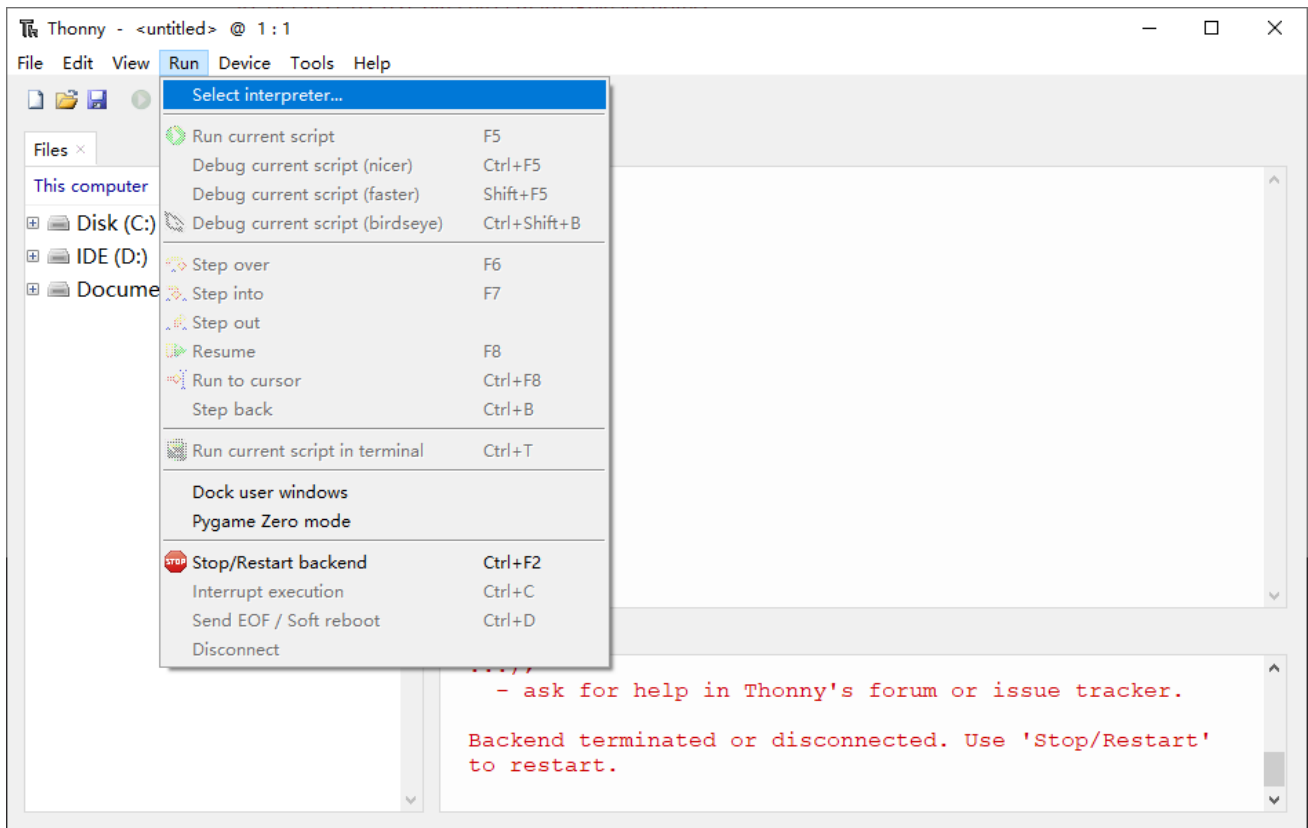 Thonny - <untitled> @ 1:1
File Edit View Run Device Tools Help
Select interpreter...
Files
This computer
Disk (C:)
IDE (D:)
Docume
Run current script F5
Debug current script (nicer) Ctrl+F5
Debug current script (faster) Shift+F5
Debug current script (birdseye) Ctrl+Shift+B
Step over F6
Step into F7
Step out
Resume F8
Run to cursor Ctrl+F8
Step back Ctrl+B
Run current script in terminal Ctrl+T
Dock user windows
Pygame Zero mode
STOP Stop/Restart backend Ctrl+F2
Interrupt execution Ctrl+C
Send EOF / Soft reboot Ctrl+D
Disconnect
- ask for help in Thonny's forum or issue tracker.
Backend terminated or disconnected. Use 'Stop/Restart'
to restart.